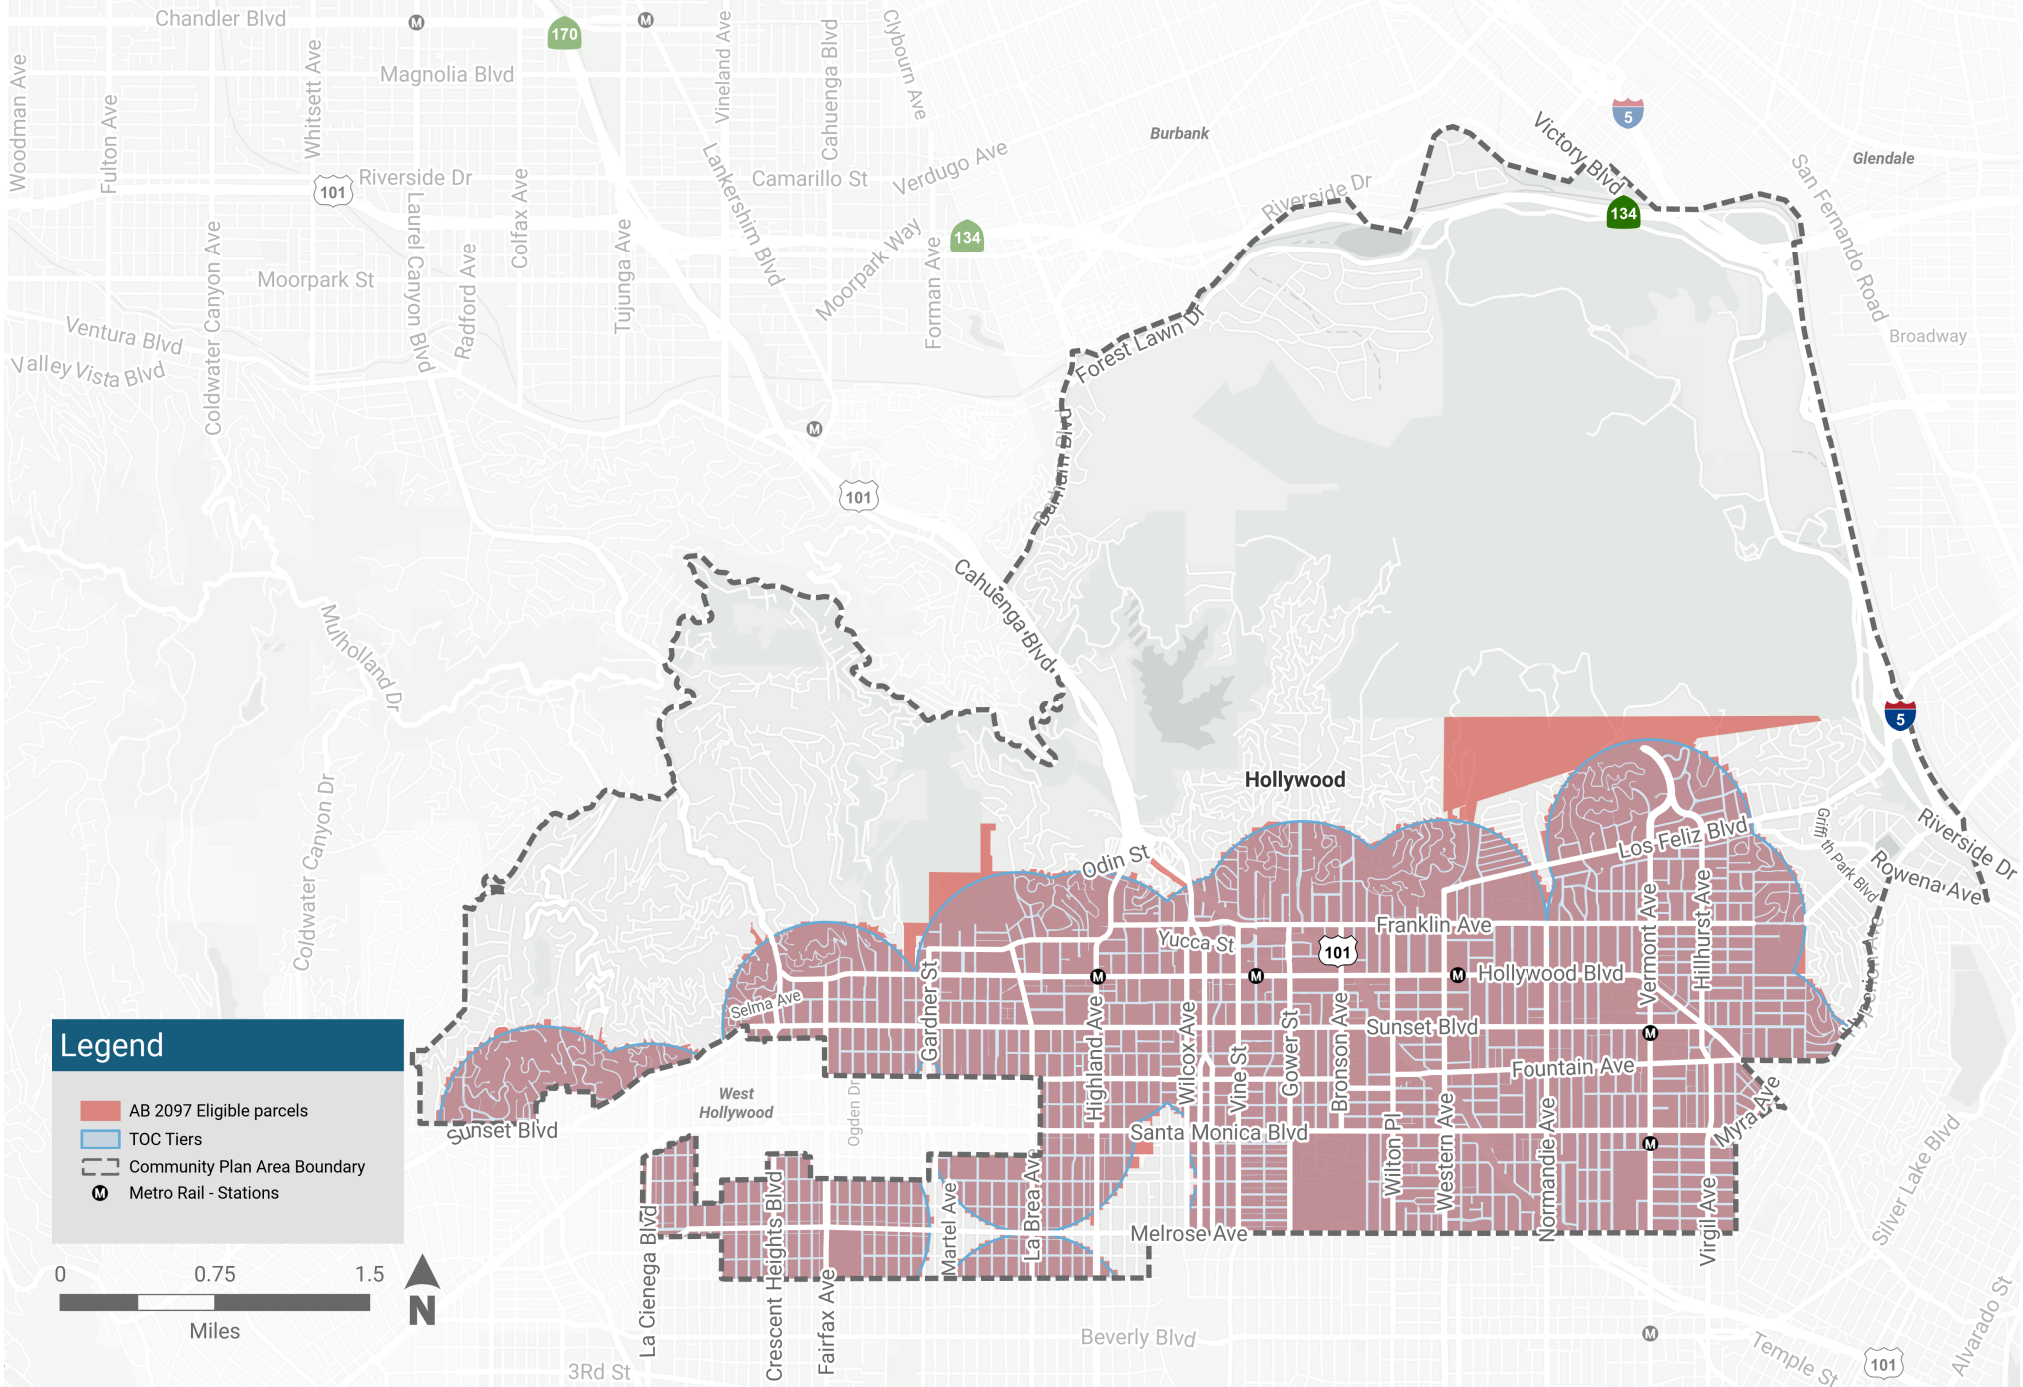 Chandler Blvd
M
170
M
Magnolia Blvd
Woodman Ave
Fulton Ave
Whitsett Ave
Vineland Ave
Cahuenga Blvd
Clybourn Ave
Burbank
Victory Blvd
5
Glendale
101
Riverside Dr
Laurel Canyon Blvd
Colfax Ave
Lankershim Blvd
Camarillo St
Verdugo Ave
Riverside Dr
134
San Fernando Road
Coldwater Canyon Ave
Moorpark St
Radford Ave
Tujunga Ave
Moorpark Way
Forman Ave
134
Ventura Blvd
Valley Vista Blvd
Forest Lawn Dr
Broadway
M
101
Barham Blvd
Cahuenga Blvd
Mulholland Dr
5
Hollywood
Coldwater Canyon Dr
Odin St
Los Feliz Blvd
Griffith Park Blvd
Riverside Dr
Rowena Ave
Franklin Ave
Yucca St
101
Vermont Ave
Hillhurst Ave
Hyperion Ave
M
M
M
Hollywood Blvd
Selma Ave
Gardner St
Highland Ave
Wilcox Ave
Vine St
Gower St
Bronson Ave
Sunset Blvd
M
Fountain Ave
West
Hollywood
Ogden Dr
Sunset Blvd
Santa Monica Blvd
Wilton Pl
Western Ave
Normandie Ave
M
Myra Ave
Virgil Ave
Silver Lake Blvd
La Cienega Blvd
Crescent Heights Blvd
Fairfax Ave
Martel Ave
La Brea Ave
Melrose Ave
Beverly Blvd
M
Temple St
101
Alvarado St
3Rd St
Legend
AB 2097 Eligible parcels
TOC Tiers
Community Plan Area Boundary
M Metro Rail - Stations
0 0.75 1.5
Miles
N